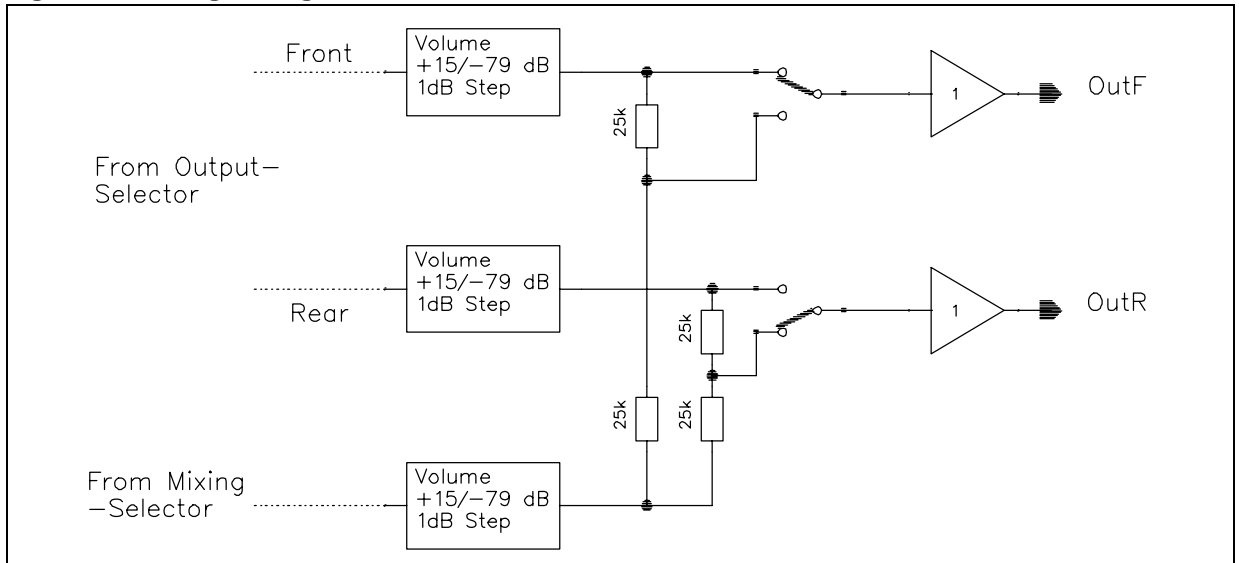 Front
Volume
+15/-79 dB
1dB Step
25k
1
OutF
From Output-
Selector
Volume
+15/-79 dB
1dB Step
Rear
25k
1
OutR
25k
25k
From Mixing
-Selector
Volume
+15/-79 dB
1dB Step